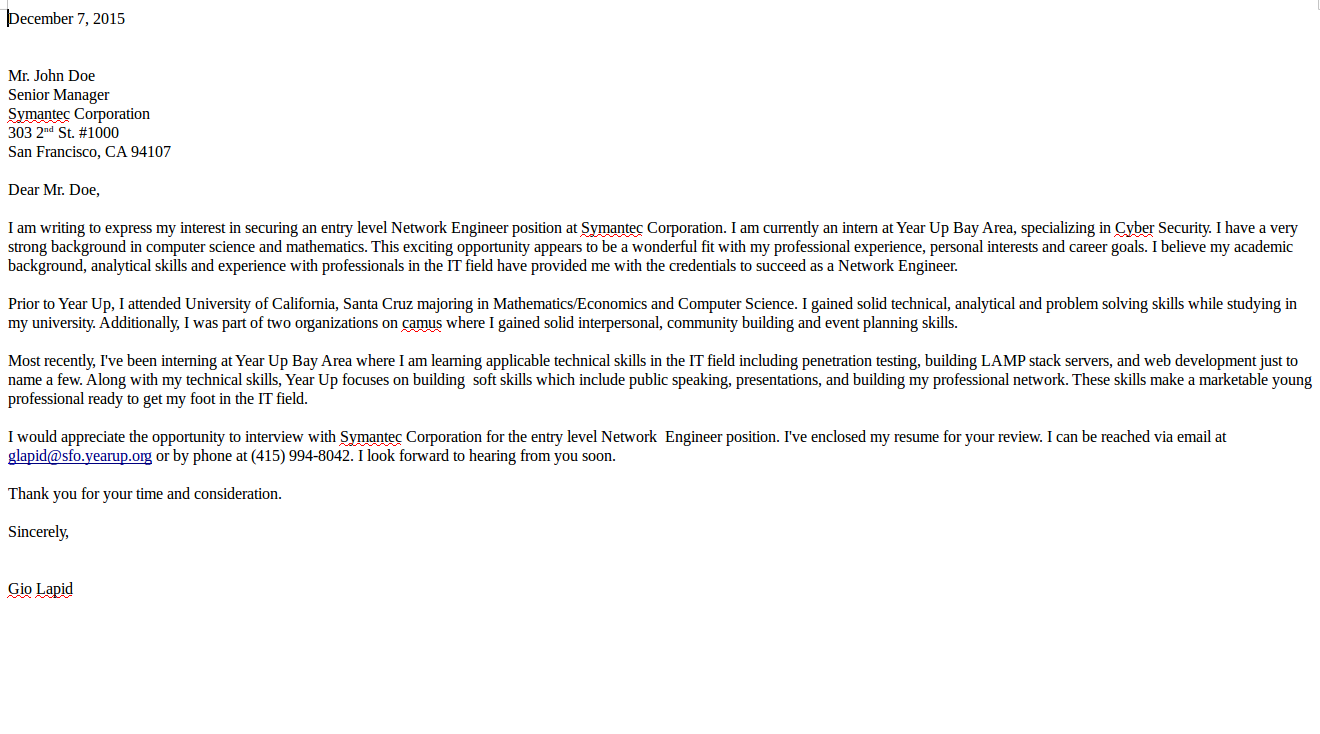 December 7, 2015
Mr. John Doe
Senior Manager
Symantec Corporation
303 2nd St. #1000
San Francisco, CA 94107
Dear Mr. Doe,
I am writing to express my interest in securing an entry level Network Engineer position at Symantec Corporation. I am currently an intern at Year Up Bay Area, specializing in Cyber Security. I have a very
strong background in computer science and mathematics. This exciting opportunity appears to be a wonderful fit with my professional experience, personal interests and career goals. I believe my academic
background, analytical skills and experience with professionals in the IT field have provided me with the credentials to succeed as a Network Engineer.
Prior to Year Up, I attended University of California, Santa Cruz majoring in Mathematics/Economics and Computer Science. I gained solid technical, analytical and problem solving skills while studying in
my university. Additionally, I was part of two organizations on camus where I gained solid interpersonal, community building and event planning skills.
Most recently, I've been interning at Year Up Bay Area where I am learning applicable technical skills in the IT field including penetration testing, building LAMP stack servers, and web development just to
name a few. Along with my technical skills, Year Up focuses on building  soft skills which include public speaking, presentations, and building my professional network. These skills make a marketable young
professional ready to get my foot in the IT field.
I would appreciate the opportunity to interview with Symantec Corporation for the entry level Network  Engineer position. I've enclosed my resume for your review. I can be reached via email at
glapid@sfo.yearup.org or by phone at (415) 994-8042. I look forward to hearing from you soon.
Thank you for your time and consideration.
Sincerely,
Gio Lapid